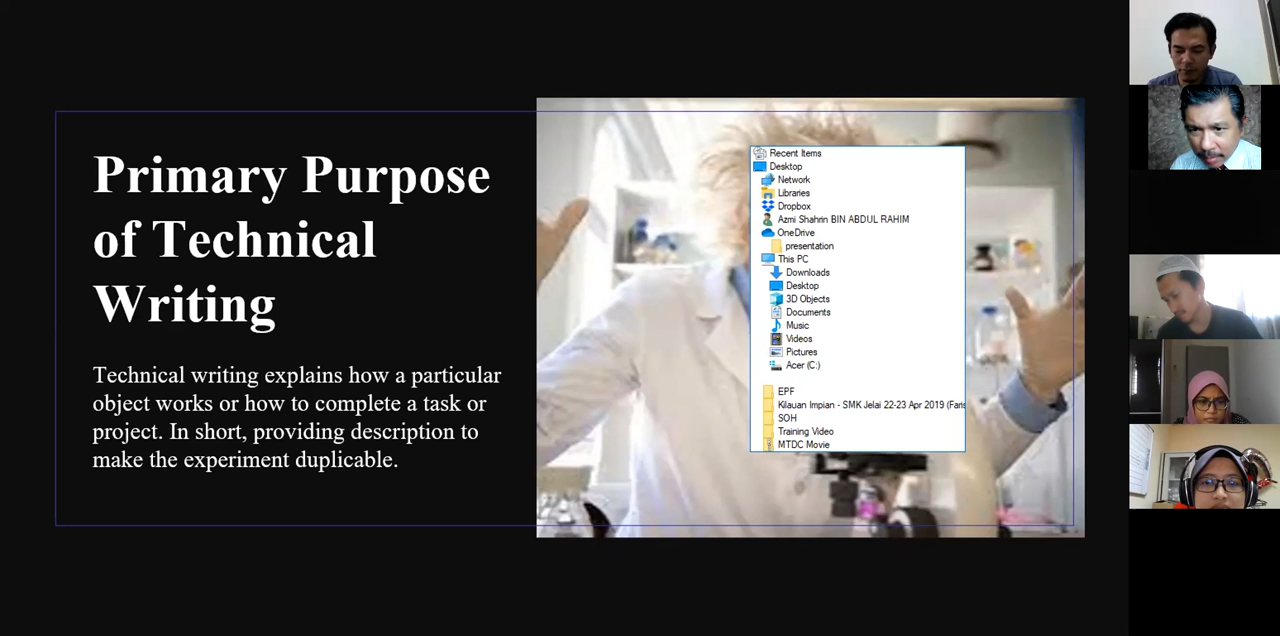 Primary Purpose
of Technical
Writing
Technical writing explains how a particular
object works or how to complete a task or
project. In short, providing description to
make the experiment duplicable.
Recent Items
Desktop
Network
Libraries
Dropbox
Azmi Shahrin BIN ABDUL RAHIM
OneDrive
presentation
This PC
Downloads
Desktop
3D Objects
Documents
Music
Videos
Pictures
Acer (C:)
EPF
Kilauan Impian - SMK Jelai 22-23 Apr 2019 (Faris
SOH
Training Video
MTDC Movie